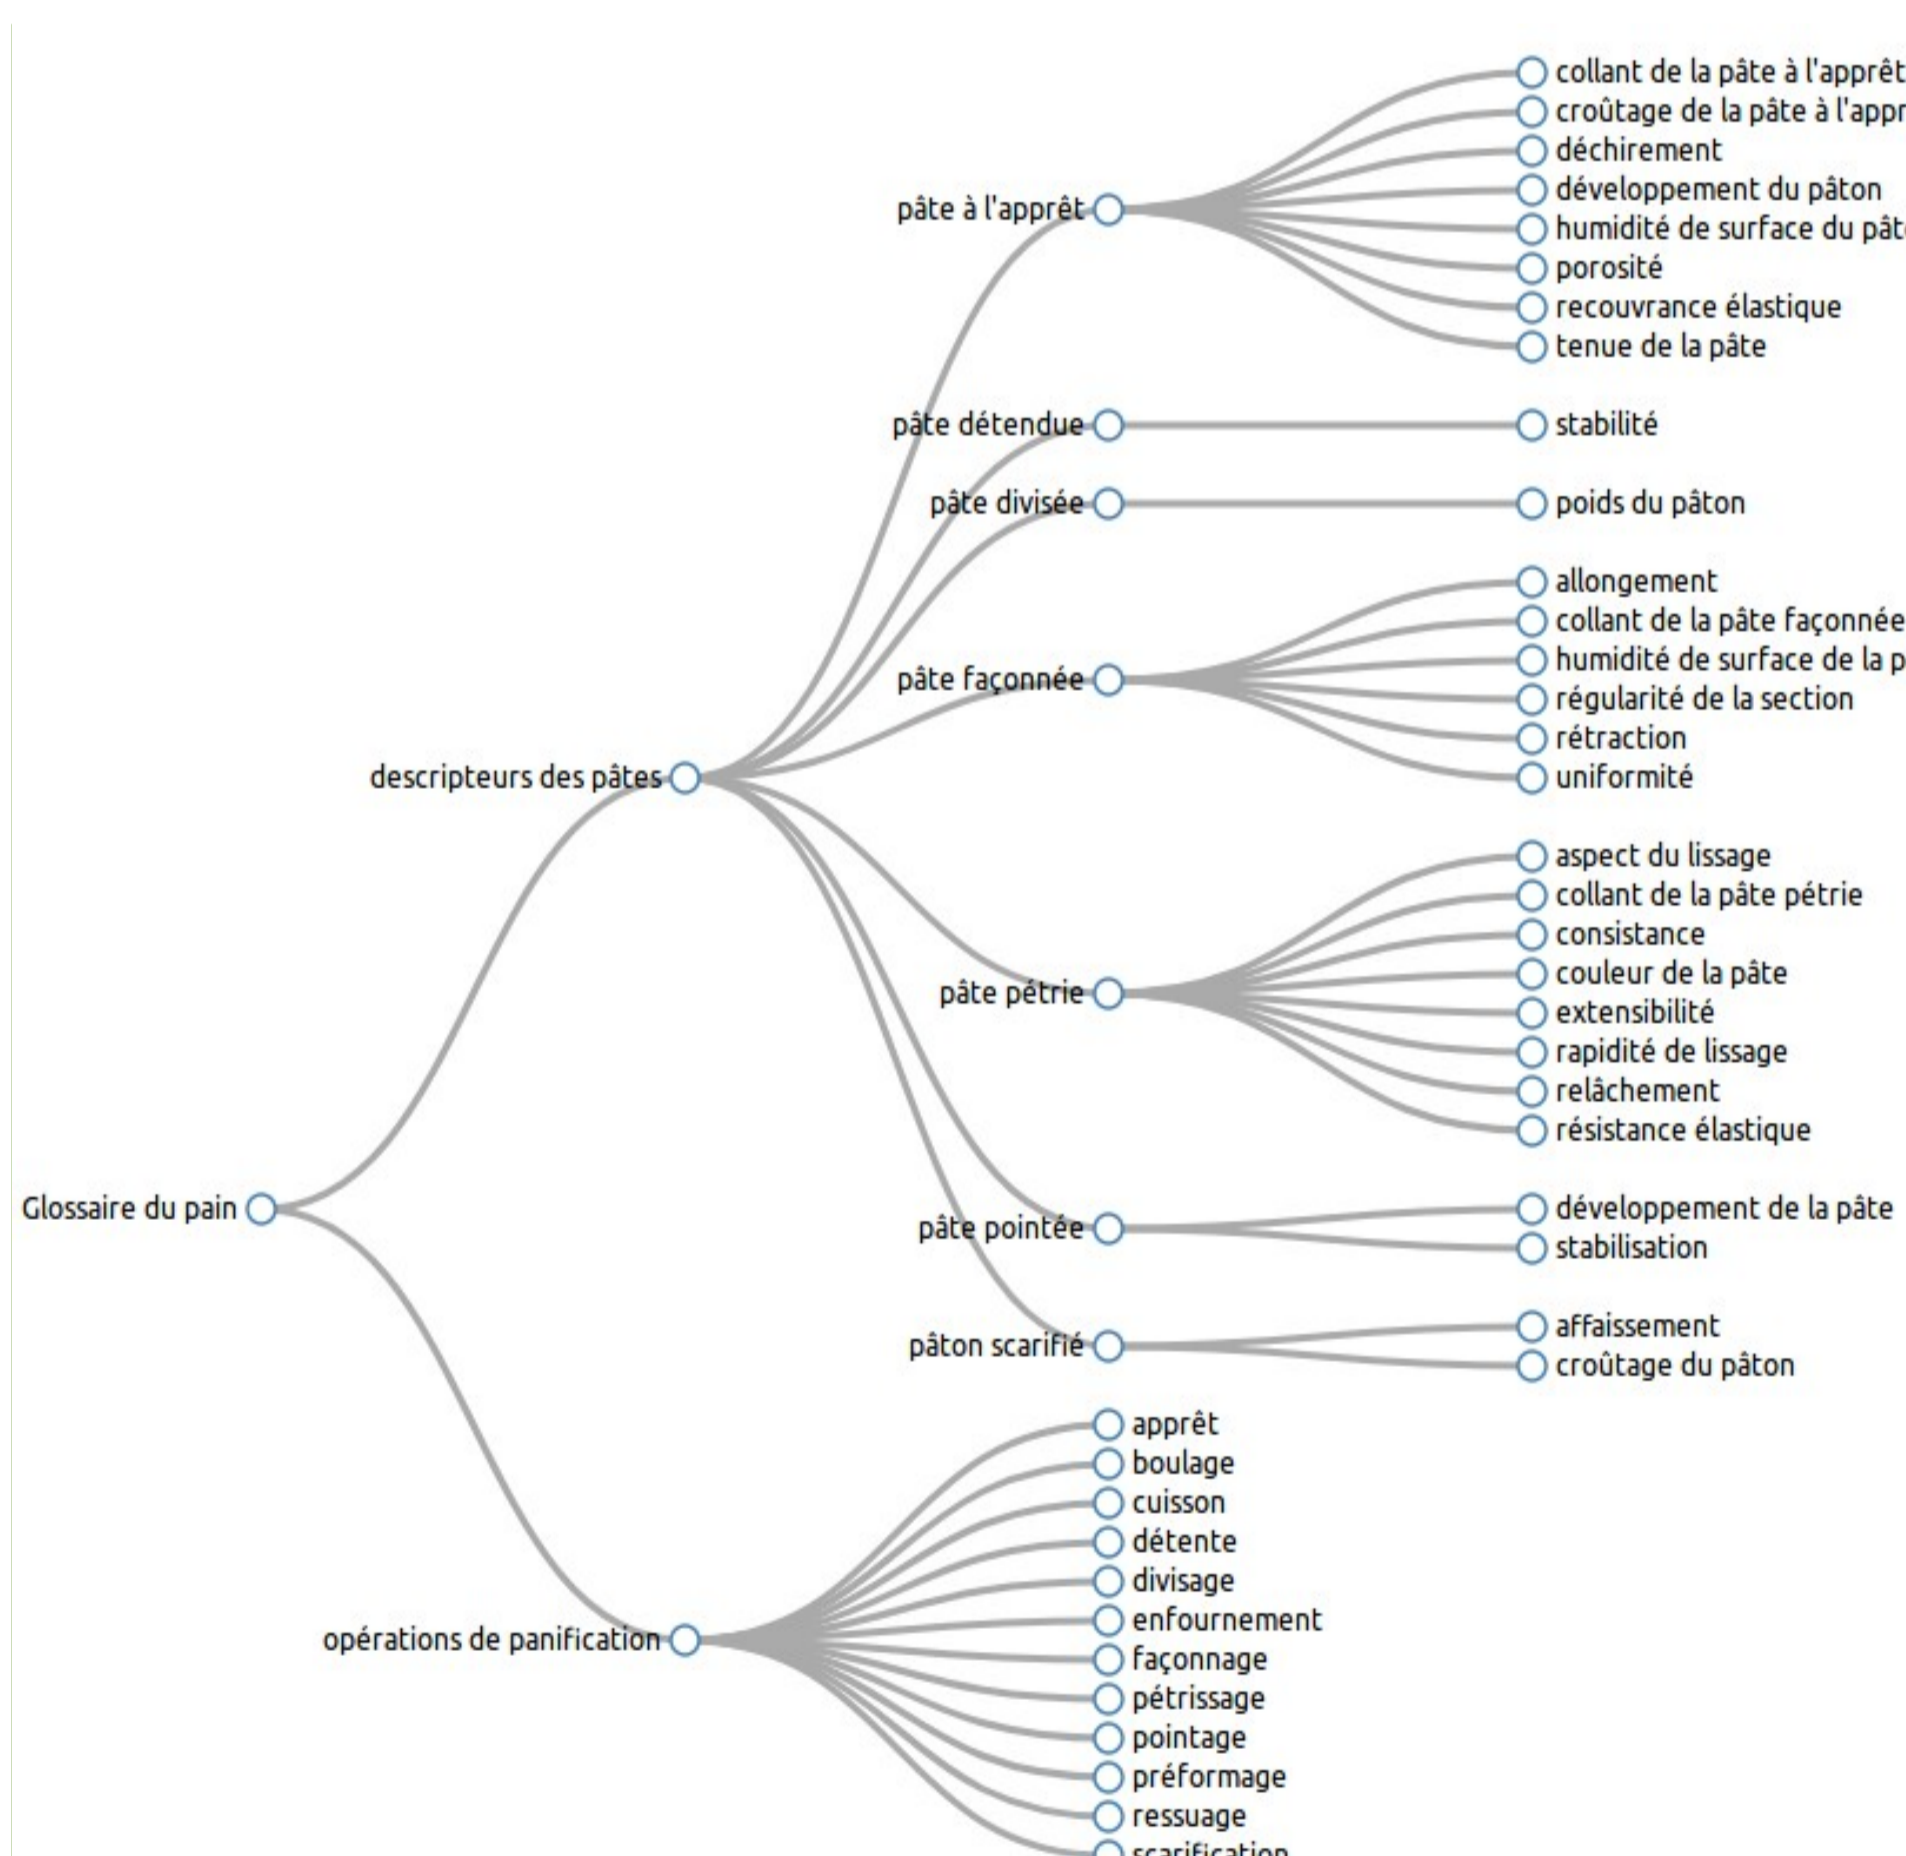 Glossaire du pain
descripteurs des pâtes
pâte à l'apprêt
collant de la pâte à l'apprêt
croûtage de la pâte à l'appr
déchirement
développement du pâton
humidité de surface du pât
porosité
recouvrance élastique
tenue de la pâte
pâte détendue
stabilité
pâte divisée
poids du pâton
pâte façonnée
allongement
collant de la pâte façonnée
humidité de surface de la p
régularité de la section
rétraction
uniformité
pâte pétrie
aspect du lissage
collant de la pâte pétrie
consistance
couleur de la pâte
extensibilité
rapidité de lissage
relâchement
résistance élastique
pâte pointée
développement de la pâte
stabilisation
pâton scarifié
affaissement
croûtage du pâton
opérations de panification
apprêt
boulage
cuisson
détente
divisage
enfournement
façonnage
pétrissage
pointage
préformage
ressuage
scarification